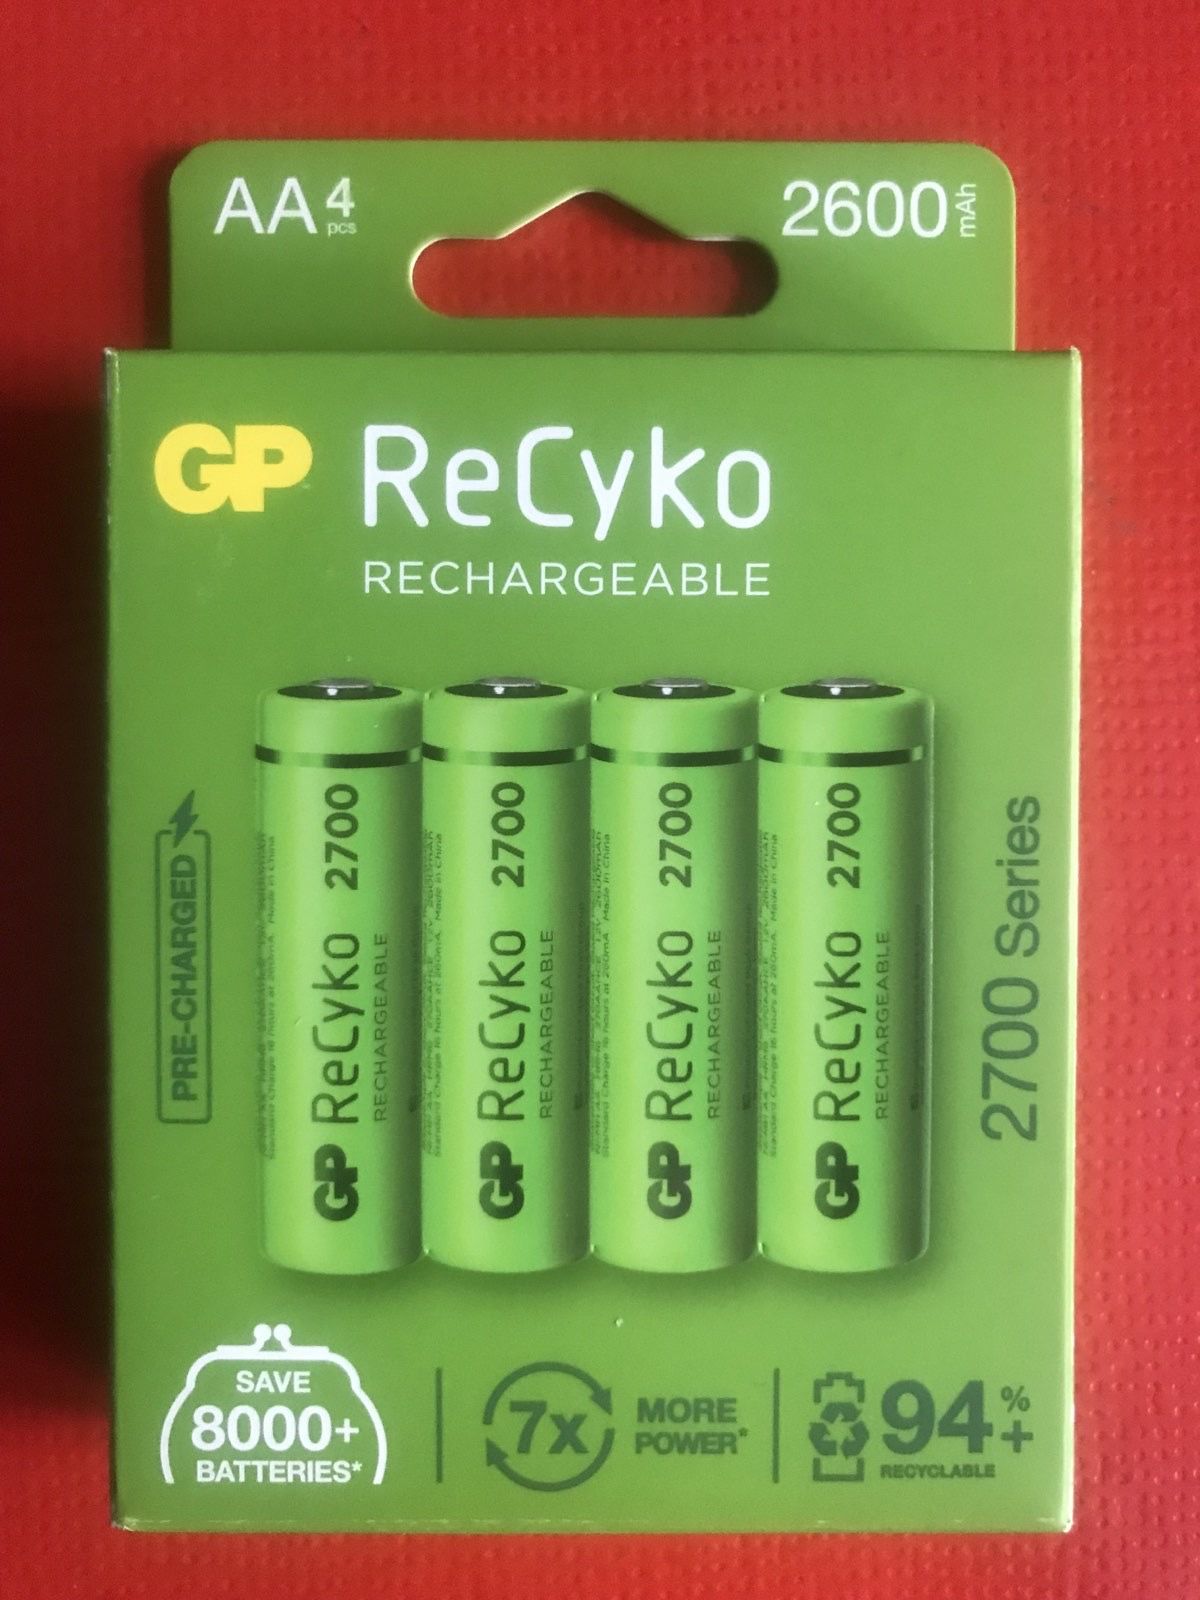 AA 4 pcs
2600 mAh
GP ReCyko
RECHARGEABLE
PRE-CHARGED
GP ReCyko 2700
RECHARGEABLE
GP ReCyko 2700
RECHARGEABLE
GP ReCyko 2700
RECHARGEABLE
GP ReCyko 2700
RECHARGEABLE
2700 Series
SAVE
8000+
BATTERIES*
7x
MORE
POWER*
94%+
RECYCLABLE